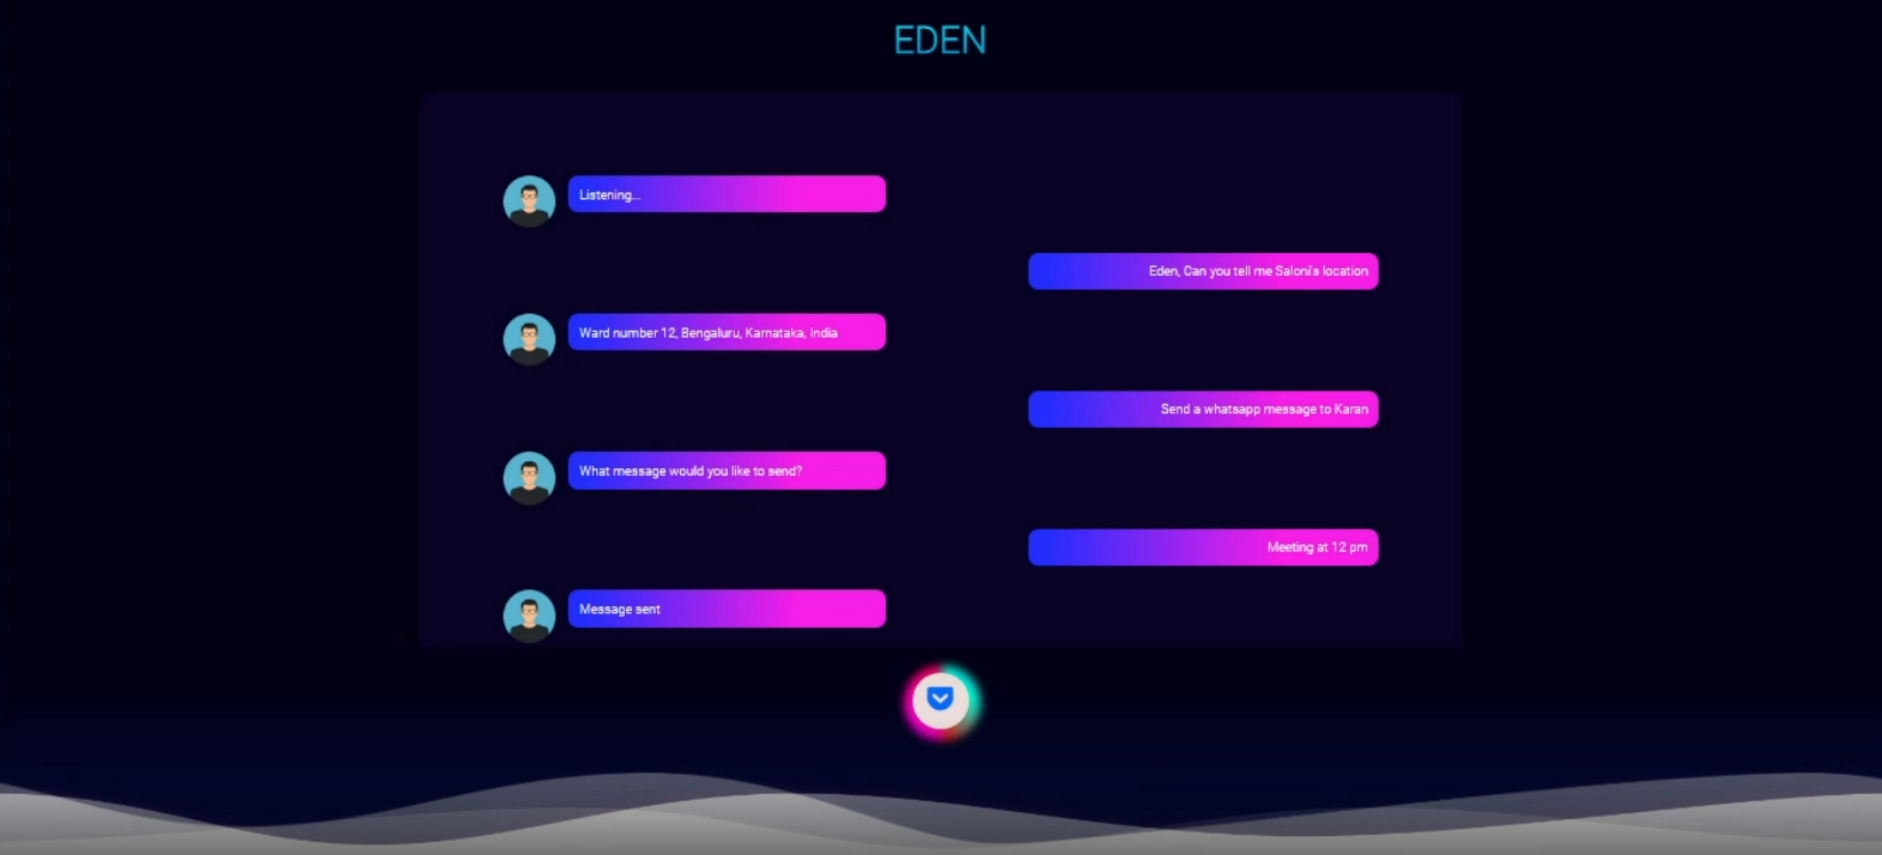 EDEN
Listening...
Eden, Can you tell me Saloni's location
Ward number 12, Bengaluru, Karnataka, India
Send a whatsapp message to Karan
What message would you like to send?
Meeting at 12 pm
Message sent